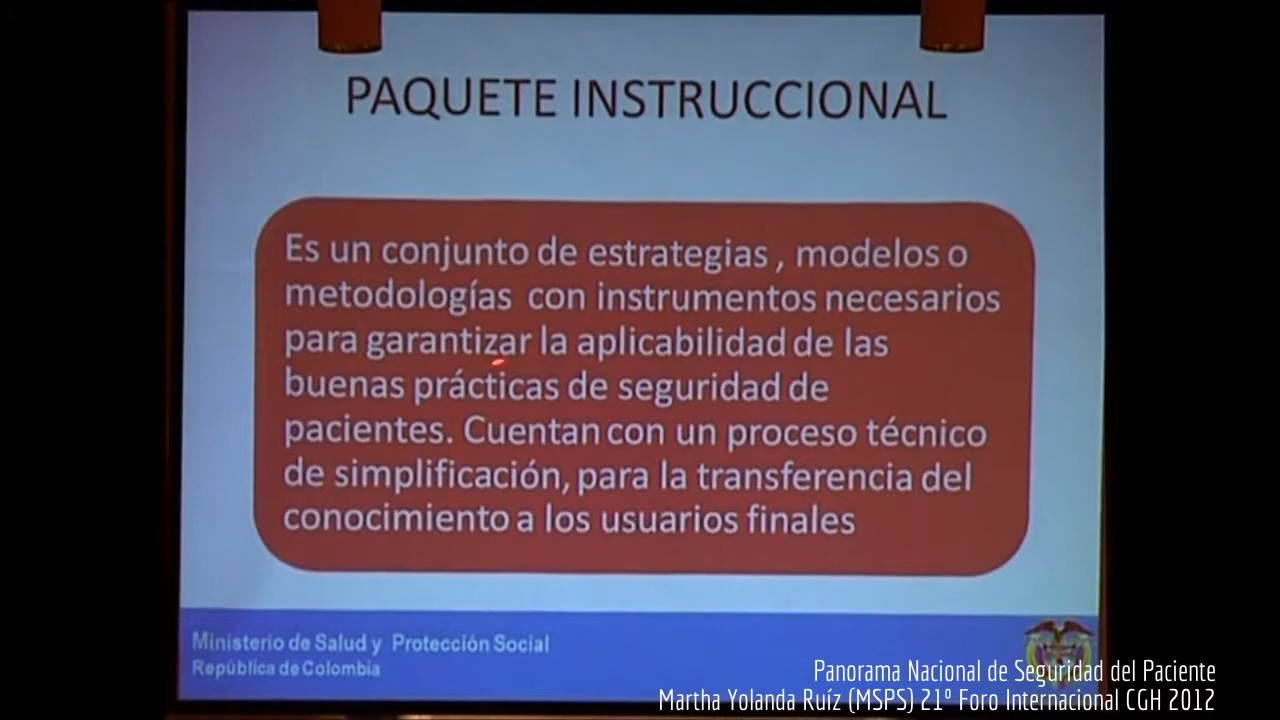 PAQUETE INSTRUCCIONAL
Es un conjunto de estrategias , modelos o
metodologías con instrumentos necesarios
para garantizar la aplicabilidad de las
buenas prácticas de seguridad de
pacientes. Cuentan con un proceso técnico
de simplificación, para la transferencia del
conocimiento a los usuarios finales
Ministerio de Salud y Protección Social
República de Colombia
Panorama Nacional de Seguridad del Paciente
Martha Yolanda Ruíz (MSPS) 21º Foro Internacional CGH 2012